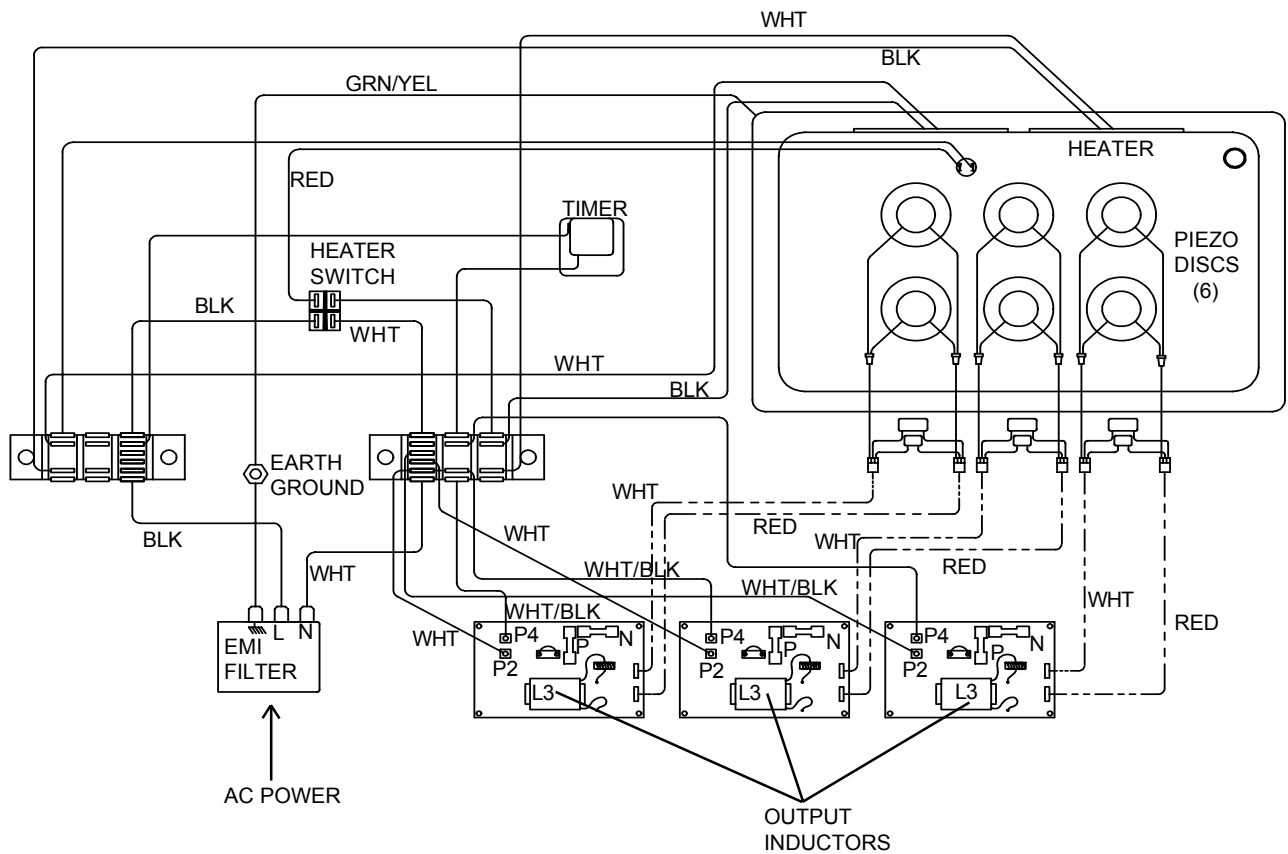 WHT
BLK
GRN/YEL
HEATER
RED
TIMER
HEATER
SWITCH
PIEZO
DISCS
(6)
BLK
WHT
WHT
BLK
EARTH
GROUND
WHT
RED
BLK
WHT
WHT
WHT
RED
WHT/BLK
WHT/BLK
WHT
RED
WHT/BLK
WHT
L N
EMI
FILTER
P4
P2
P
N
L3
P4
P2
P
N
L3
P4
P2
P
N
L3
AC POWER
OUTPUT
INDUCTORS